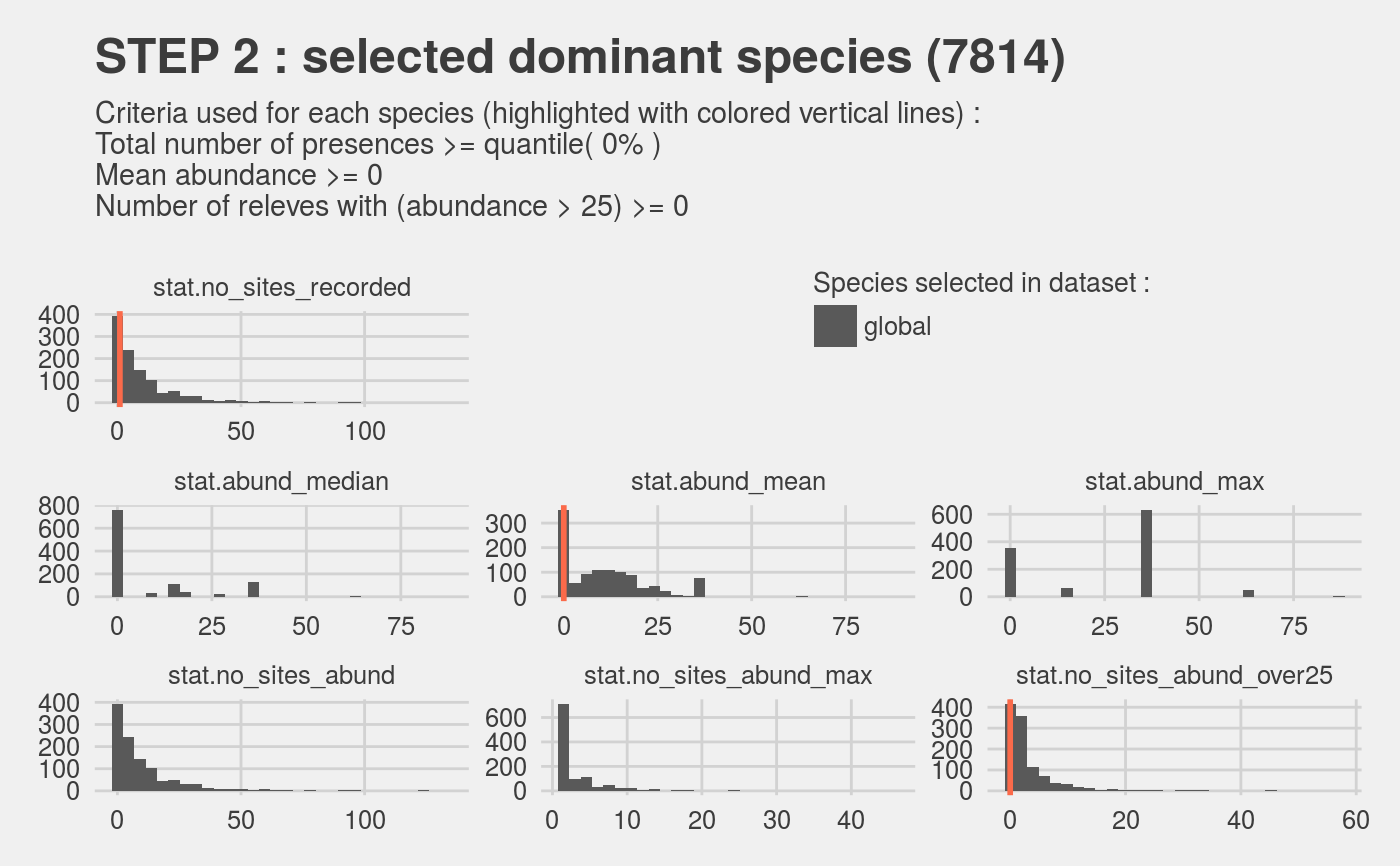 STEP 2 : selected dominant species (7814)
Criteria used for each species (highlighted with colored vertical lines) :
Total number of presences >= quantile( 0% )
Mean abundance >= 0
Number of releves with (abundance > 25) >= 0
stat.no_sites_recorded
400
300
200
100
0
0 50 100
Species selected in dataset :
global
stat.abund_median
800
600
400
200
0
0 25 50 75
stat.abund_mean
300
200
100
0
0 25 50 75
stat.abund_max
600
400
200
0
0 25 50 75
stat.no_sites_abund
400
300
200
100
0
0 50 100
stat.no_sites_abund_max
600
400
200
0
0 10 20 30 40
stat.no_sites_abund_over25
400
300
200
100
0
0 20 40 60